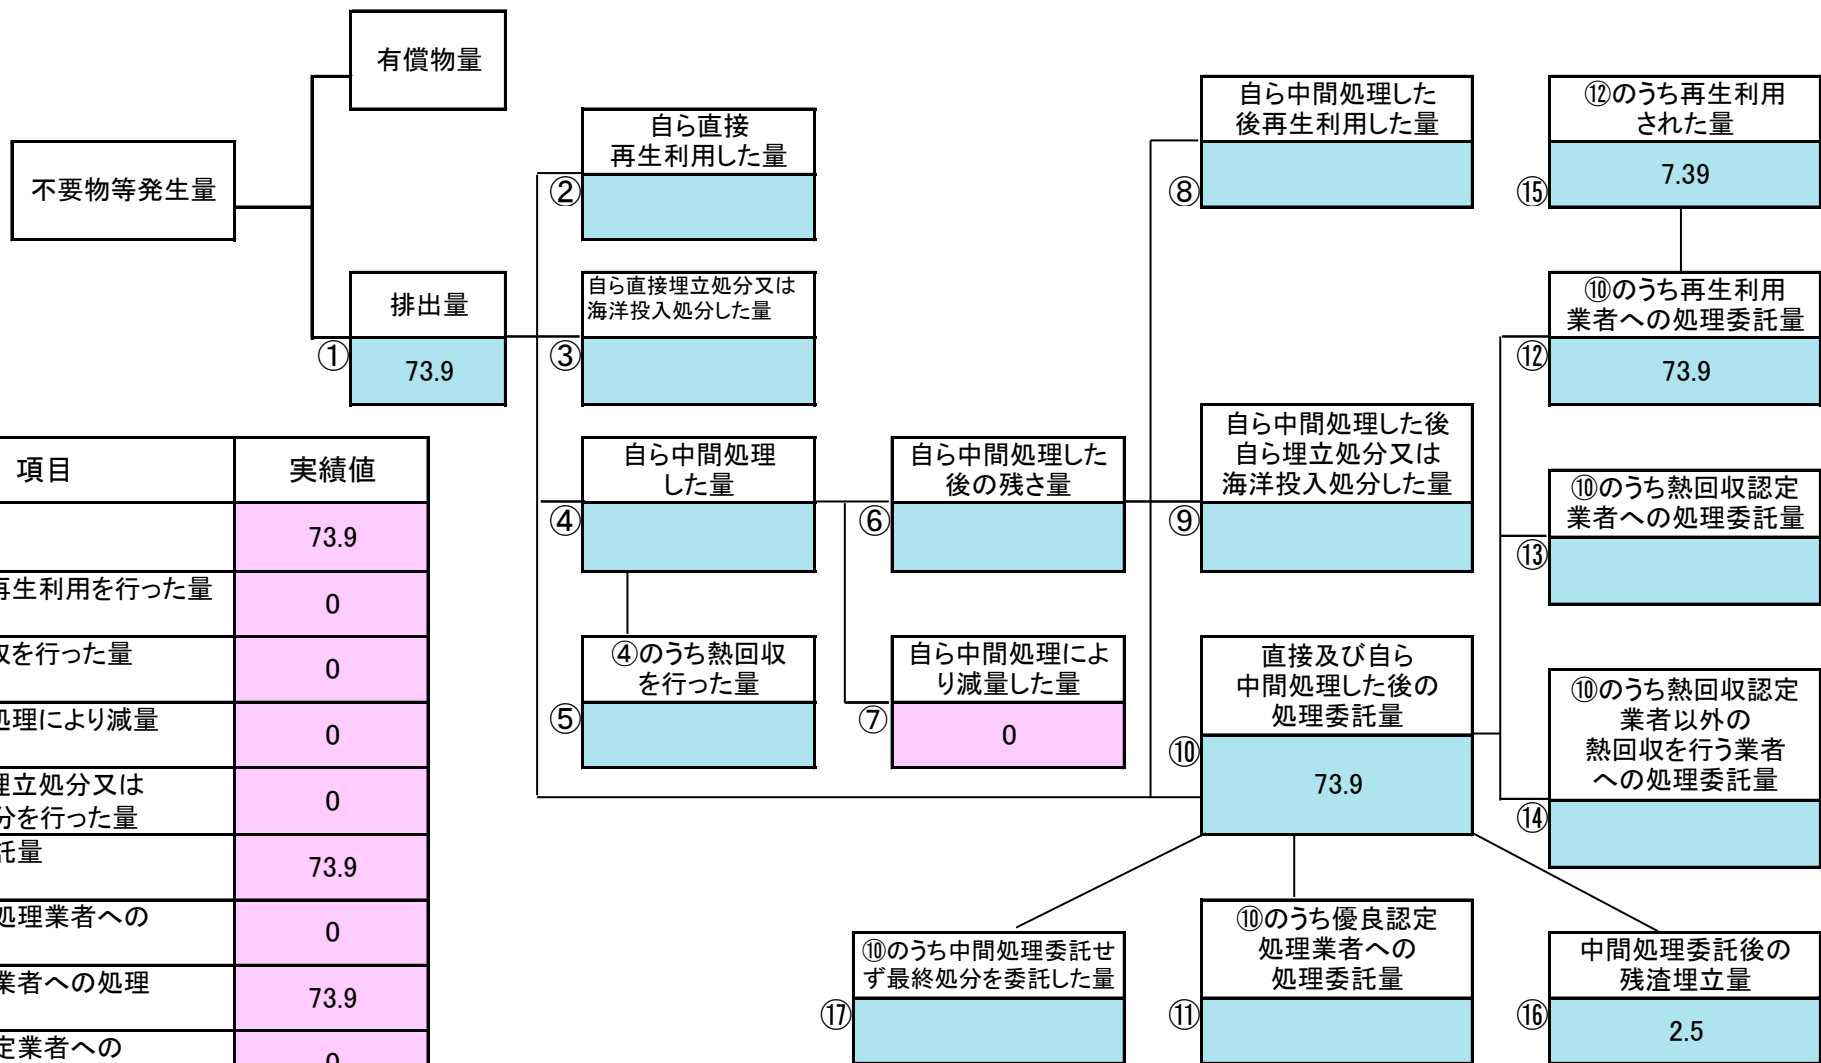 有償物量
不要物等発生量
排出量
①
73.9
自ら直接
再生利用した量
②
自ら直接埋立処分又は
海洋投入処分した量
③
自ら中間処理
した量
④
④のうち熱回収
を行った量
⑤
自ら中間処理した
後の残さ量
⑥
自ら中間処理によ
り減量した量
⑦
0
自ら中間処理した
後再生利用した量
⑧
自ら中間処理した後
自ら埋立処分又は
海洋投入処分した量
⑨
直接及び自ら
中間処理した後の
処理委託量
⑩
73.9
⑫のうち再生利用
された量
⑮
7.39
⑩のうち再生利用
業者への処理委託量
⑫
73.9
⑩のうち熱回収認定
業者への処理委託量
⑬
⑩のうち熱回収認定
業者以外の
熱回収を行う業者
への処理委託量
⑭
⑩のうち中間処理委託せ
ず最終処分を委託した量
⑰
⑩のうち優良認定
処理業者への
処理委託量
⑪
中間処理委託後の
残渣埋立量
⑯
2.5
項目 実績値
73.9
再生利用を行った量
0
を行った量
0
処理により減量
0
埋立処分又は
分を行った量
0
託量
73.9
処理業者への
0
業者への処理
73.9
定業者への
0